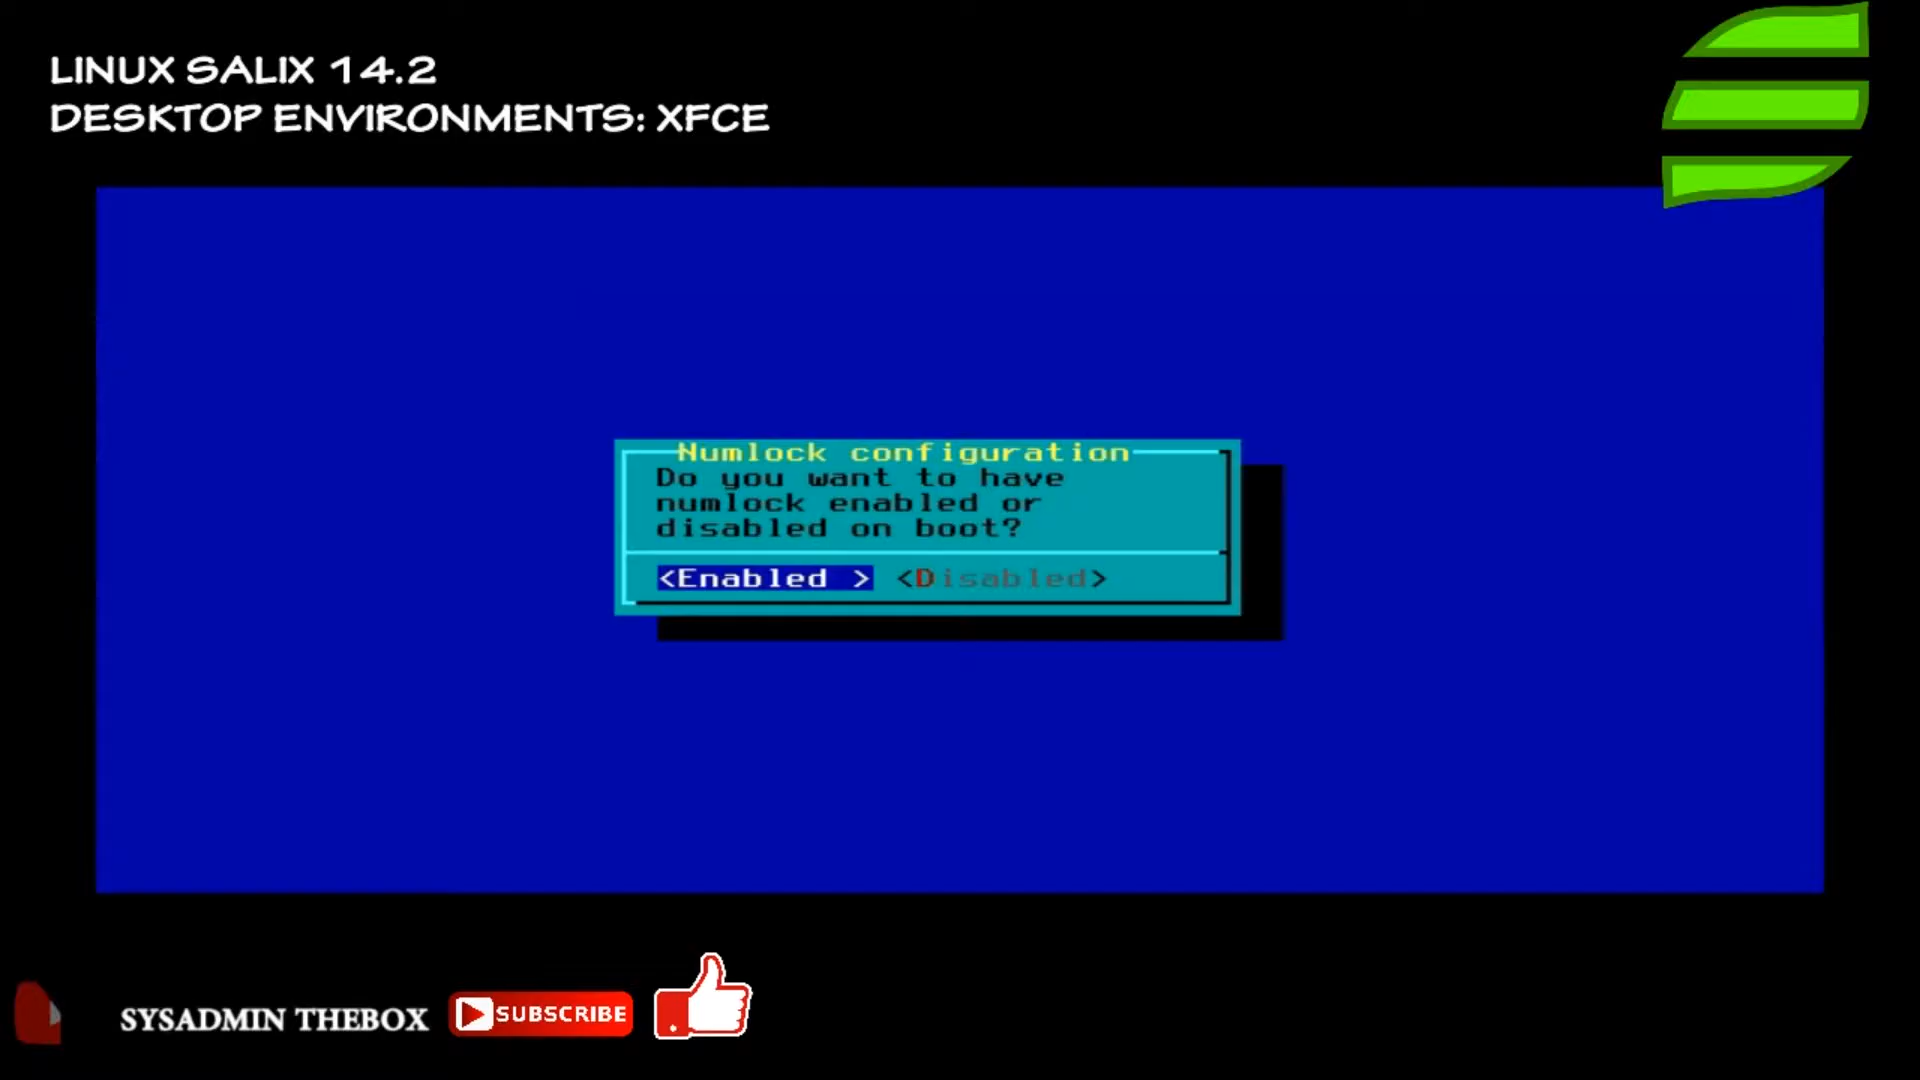 LINUX SALIX 14.2
DESKTOP ENVIRONMENTS: XFCE
Numlock configuration
Do you want to have
numlock enabled or
disabled on boot?
<Enabled > <Disabled>
SYSADMIN THEBOX SUBSCRIBE